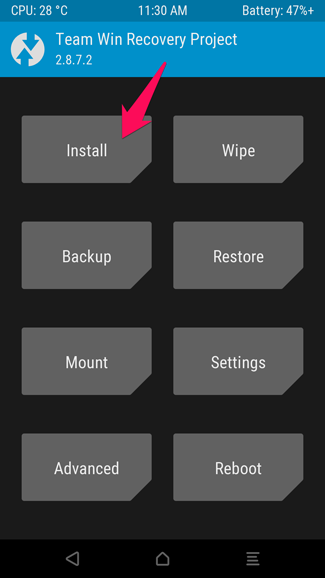 CPU: 28 °C 11:30 AM Battery: 47%+
Team Win Recovery Project
2.8.7.2
Install Wipe
Backup Restore
Mount Settings
Advanced Reboot